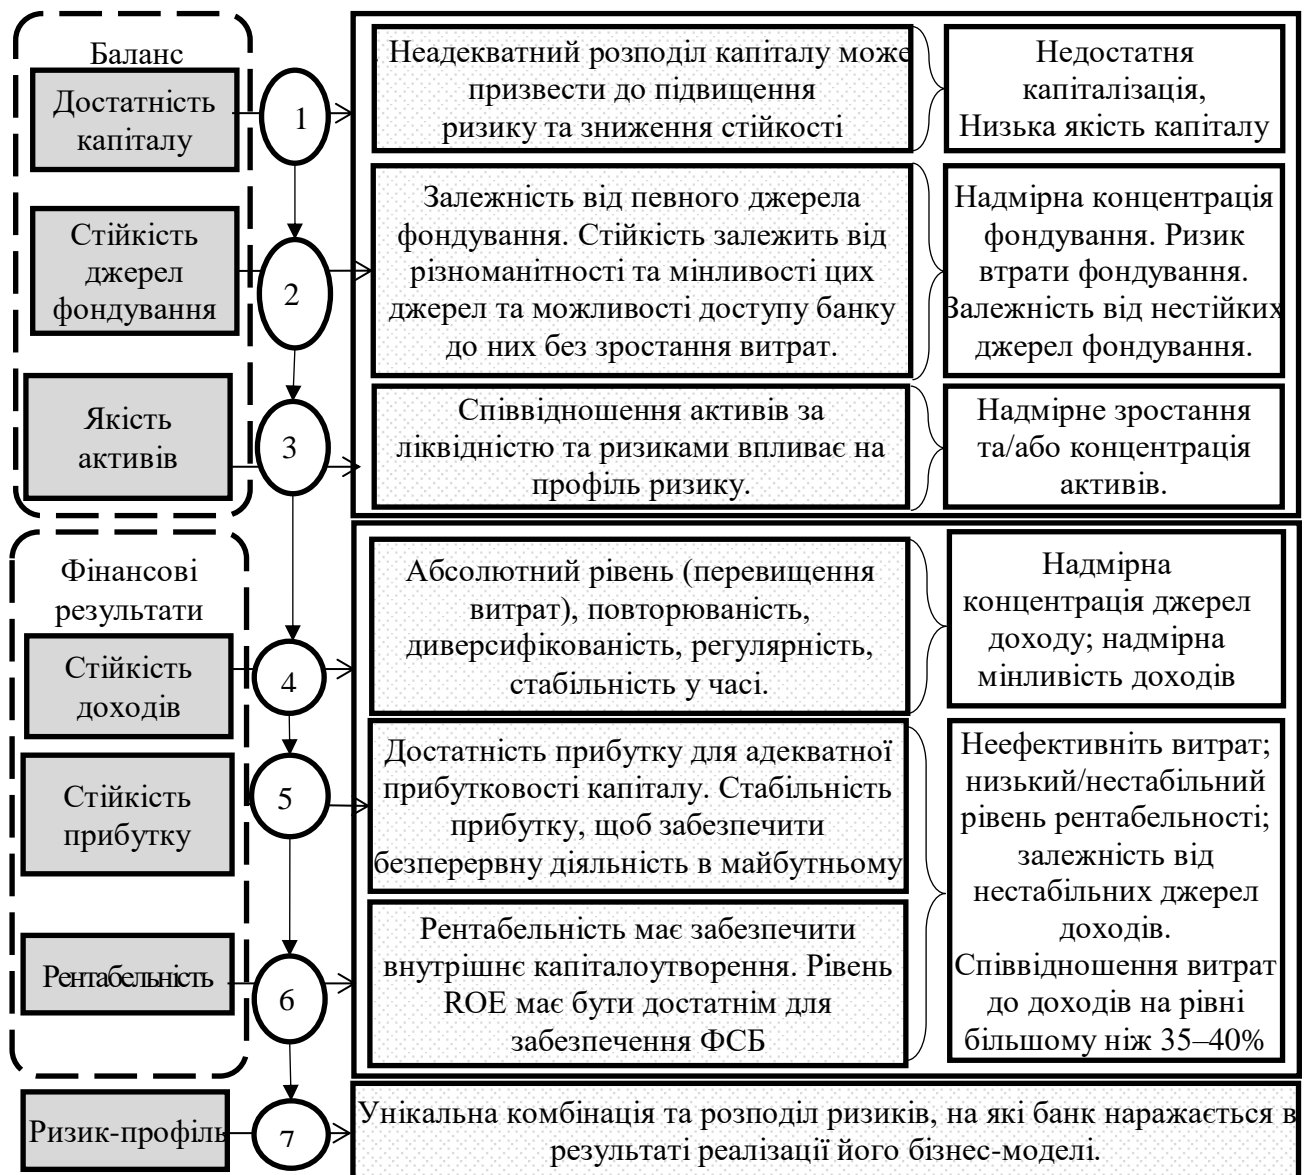 Баланс
Достатність
капіталу
1
Неадекватний розподіл капіталу може
призвести до підвищення
ризику та зниження стійкості
Недостатня
капіталізація,
Низька якість капіталу
Стійкість
джерел
фондування
2
Залежність від певного джерела
фондування. Стійкість залежить від
різноманітності та мінливості цих
джерел та можливості доступу банку
до них без зростання витрат.
Надмірна концентрація
фондування. Ризик
втрати фондування.
Залежність від нестійких
джерел фондування.
Якість
активів
3
Співвідношення активів за
ліквідністю та ризиками впливає на
профіль ризику.
Надмірне зростання
та/або концентрація
активів.
Фінансові
результати
Стійкість
доходів
4
Абсолютний рівень (перевищення
витрат), повторюваність,
диверсифікованість, регулярність,
стабільність у часі.
Надмірна
концентрація джерел
доходу; надмірна
мінливість доходів
Стійкість
прибутку
5
Достатність прибутку для адекватної
прибутковості капіталу. Стабільність
прибутку, щоб забезпечити
безперервну діяльність в майбутньому
Неефективніть витрат;
низький/нестабільний
рівень рентабельності;
залежність від
нестабільних джерел
доходів.
Співвідношення витрат
до доходів на рівні
більшому ніж 35–40%
Рентабельність
6
Рентабельність має забезпечити
внутрішнє капіталоутворення. Рівень
ROE має бути достатнім для
забезпечення ФСБ
Ризик-профіль
7
Унікальна комбінація та розподіл ризиків, на які банк наражається в
результаті реалізації його бізнес-моделі.